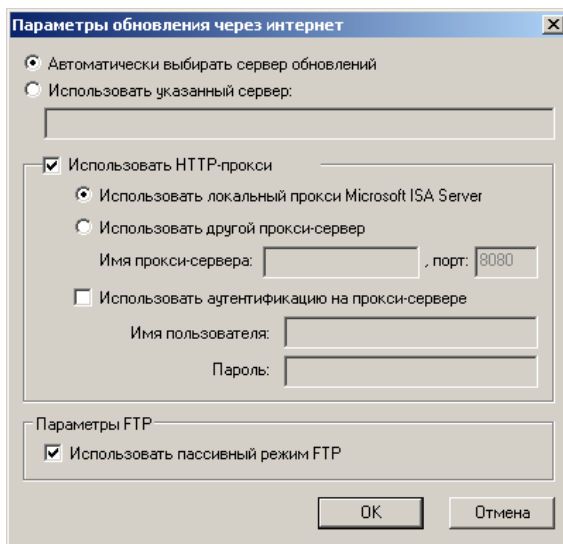 Параметры обновления через интернет
Автоматически выбирать сервер обновлений
Использовать указанный сервер:
Использовать HTTP-прокси
Использовать локальный прокси Microsoft ISA Server
Использовать другой прокси-сервер
Имя прокси-сервера: , порт: 8080
Использовать аутентификацию на прокси-сервере
Имя пользователя:
Пароль:
Параметры FTP
Использовать пассивный режим FTP
OK Отмена